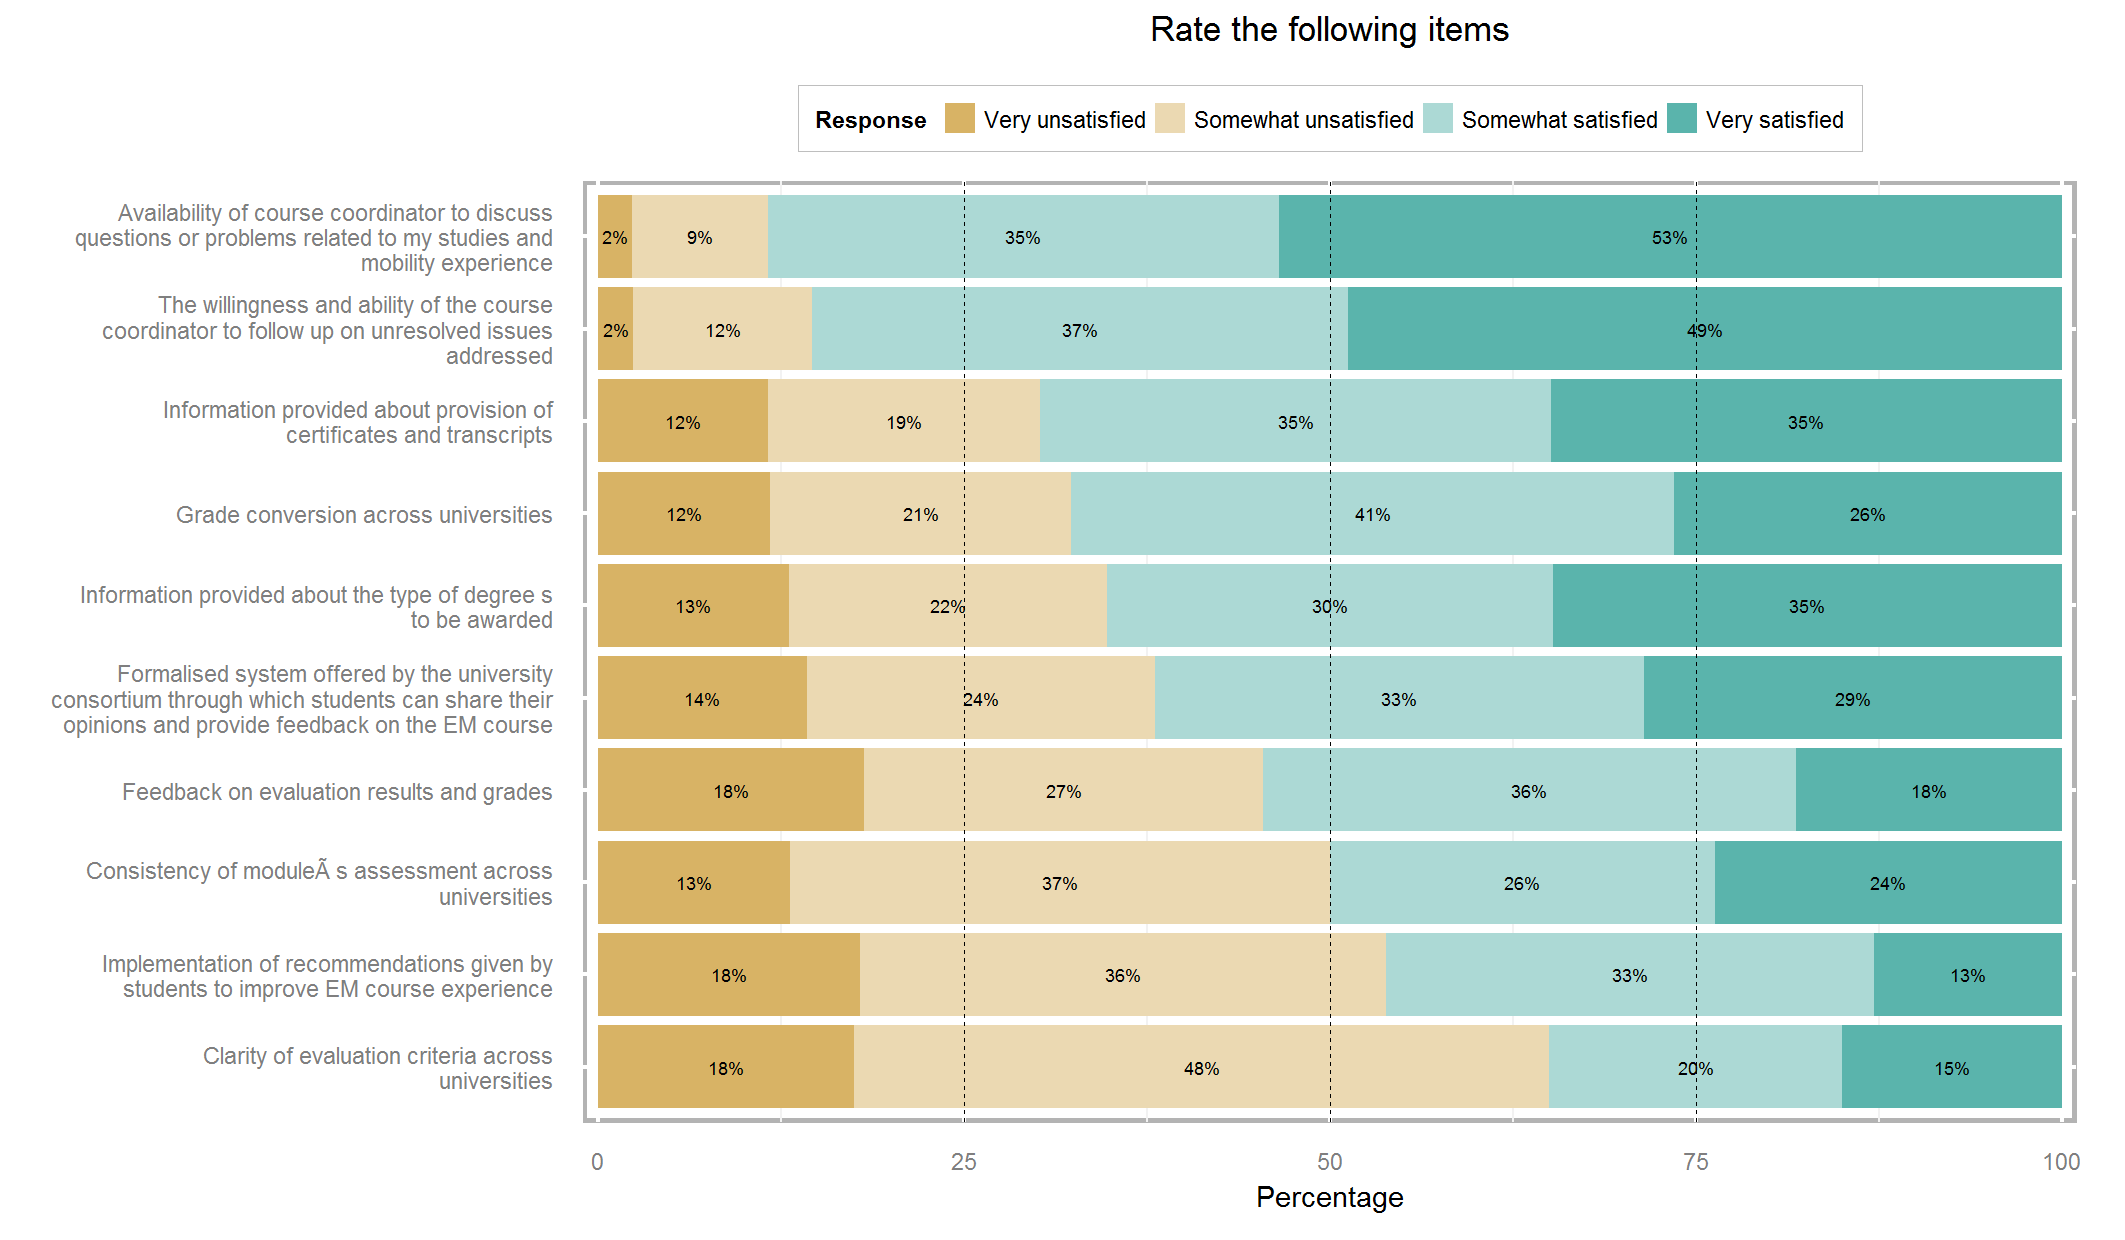 Rate the following items
Response Very unsatisfied Somewhat unsatisfied Somewhat satisfied Very satisfied
Availability of course coordinator to discuss
questions or problems related to my studies and
mobility experience
2% 9% 35% 53%
The willingness and ability of the course
coordinator to follow up on unresolved issues
addressed
2% 12% 37% 49%
Information provided about provision of
certificates and transcripts
12% 19% 35% 35%
Grade conversion across universities
12% 21% 41% 26%
Information provided about the type of degree s
to be awarded
13% 22% 30% 35%
Formalised system offered by the university
consortium through which students can share their
opinions and provide feedback on the EM course
14% 24% 33% 29%
Feedback on evaluation results and grades
18% 27% 36% 18%
Consistency of moduleÃ s assessment across
universities
13% 37% 26% 24%
Implementation of recommendations given by
students to improve EM course experience
18% 36% 33% 13%
Clarity of evaluation criteria across
universities
18% 48% 20% 15%
0 25 50 75 100
Percentage